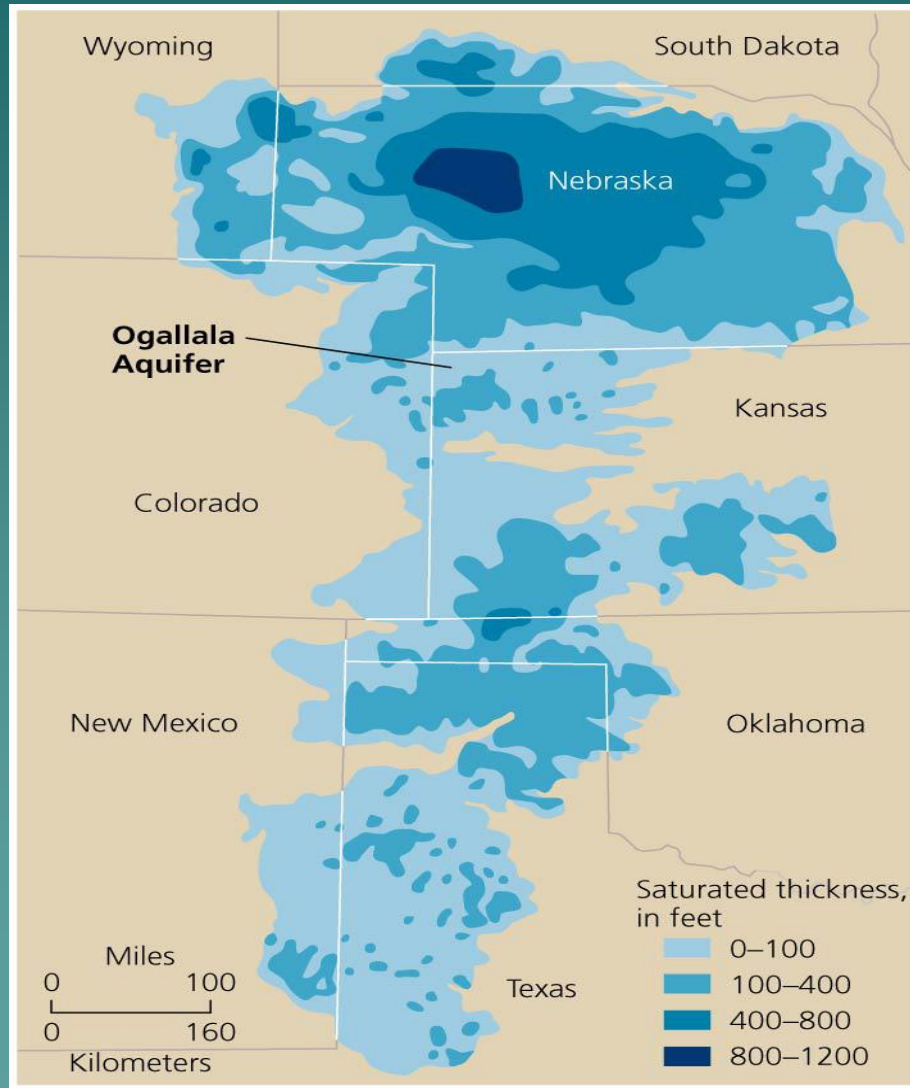 Wyoming
South Dakota
Nebraska
Ogallala
Aquifer
Kansas
Colorado
New Mexico
Oklahoma
Texas
Saturated thickness,
in feet
0–100
100–400
400–800
800–1200
Miles
0 100
0 160
Kilometers